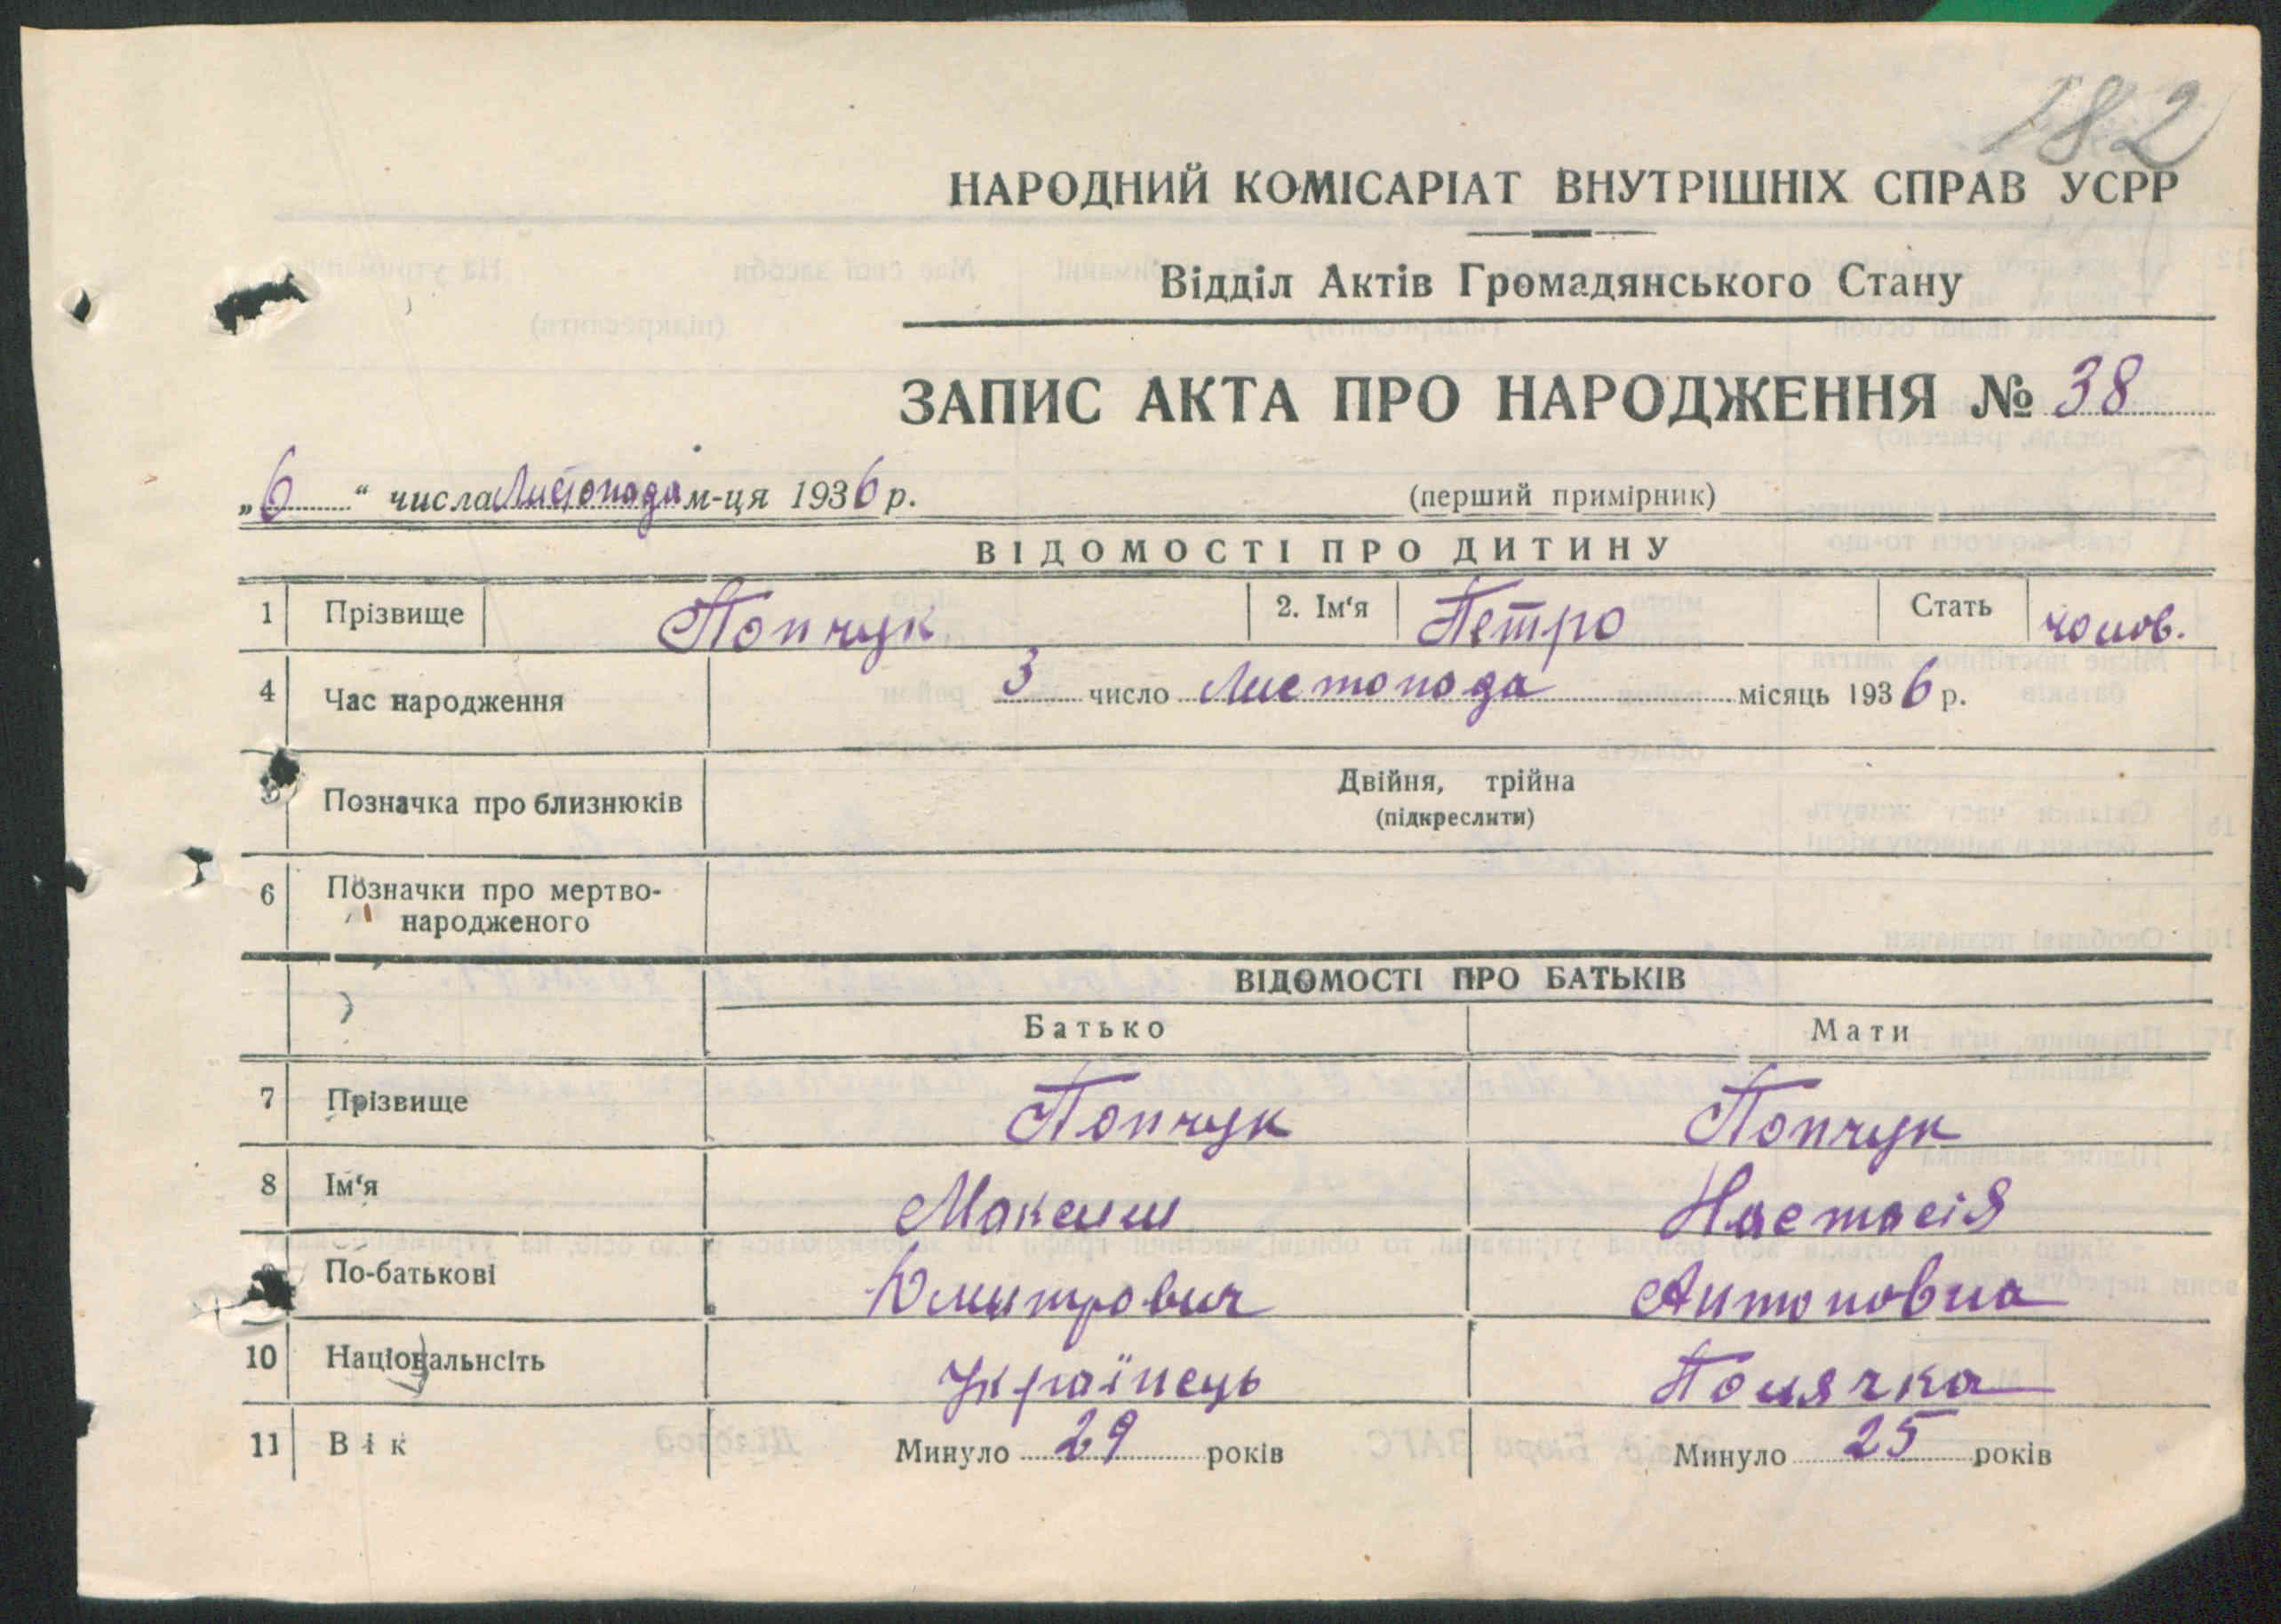 182
НАРОДНИЙ КОМІСАРІАТ ВНУТРІШНІХ СПРАВ УСРР
Відділ Актів Громадянського Стану
ЗАПИС АКТА ПРО НАРОДЖЕННЯ № 38
„6“ числа Листопада м-ця 1936 р.
(перший примірник)
ВІДОМОСТІ ПРО ДИТИНУ
1 Прізвище Попчук 2. Ім‘я Петро Стать чолов.
4 Час народження 3 число Листопада місяць 1936 р.
5 Позначка про близнюків Двійня, трійна
(підкреслити)
6 Позначки про мертво-
народженого
ВІДОМОСТІ ПРО БАТЬКІВ
Батько Мати
7 Прізвище Попчук Попчук
8 Ім‘я Максим Настасія
9 По-батькові Дмитрович Антоновна
10 Національнсіть Українець Полячка
11 Вік Минуло 29 років Минуло 25 років